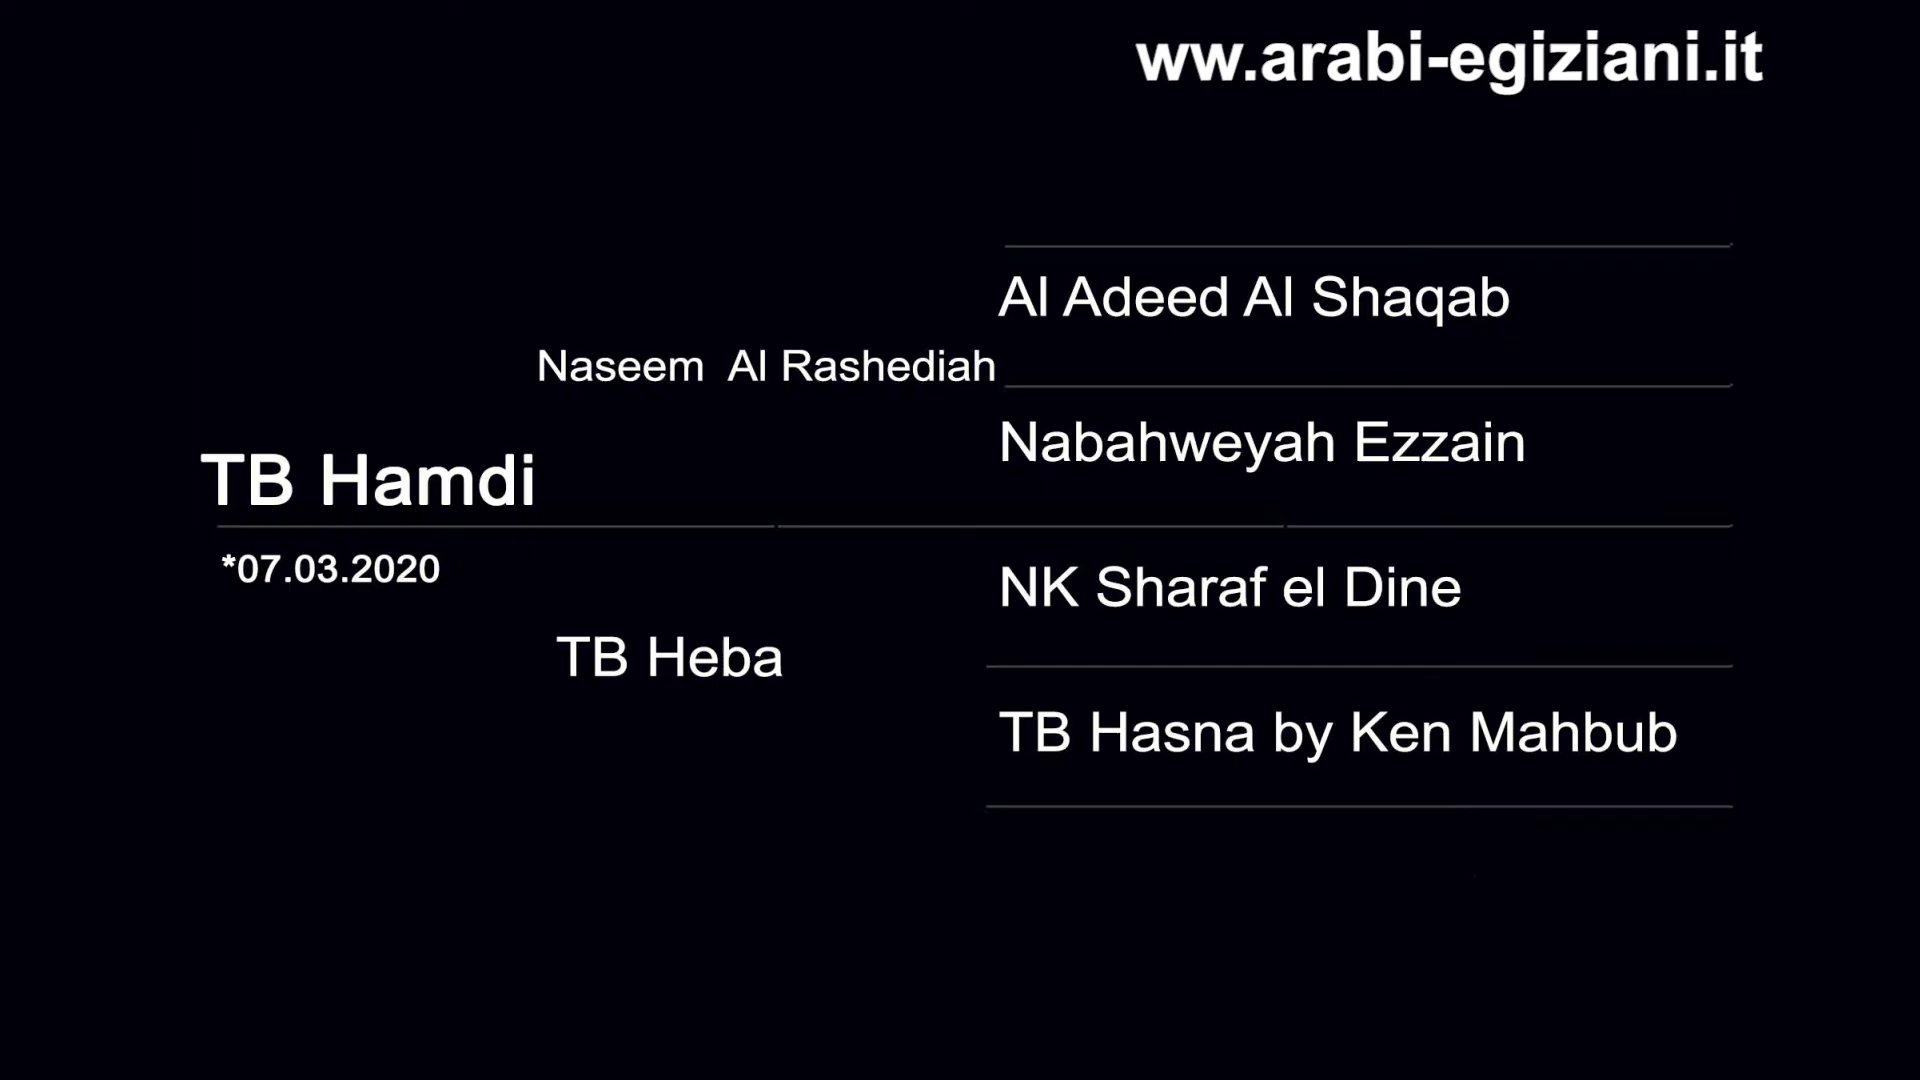 ww.arabi-egiziani.it
Al Adeed Al Shaqab
Naseem Al Rashediah
Nabahweyah Ezzain
TB Hamdi
*07.03.2020
NK Sharaf el Dine
TB Heba
TB Hasna by Ken Mahbub